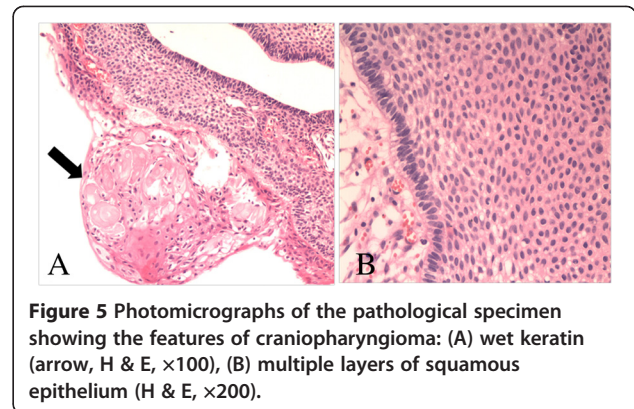 A
B
Figure 5 Photomicrographs of the pathological specimen
showing the features of craniopharyngioma: (A) wet keratin
(arrow, H & E, ×100), (B) multiple layers of squamous
epithelium (H & E, ×200).